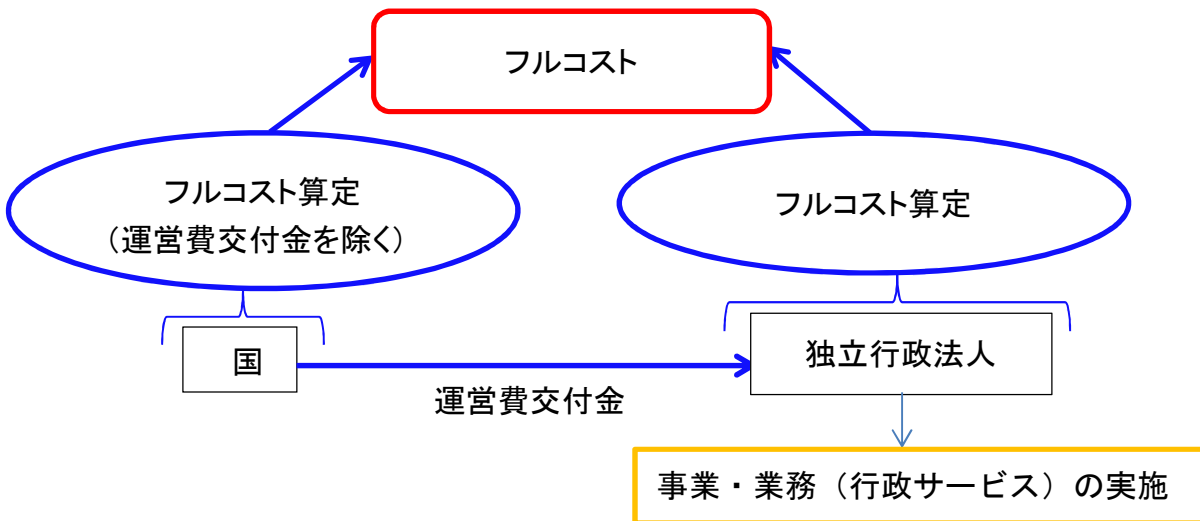 フルコスト
フルコスト算定
（運営費交付金を除く）
フルコスト算定
国
独立行政法人
運営費交付金
事業・業務（行政サービス）の実施